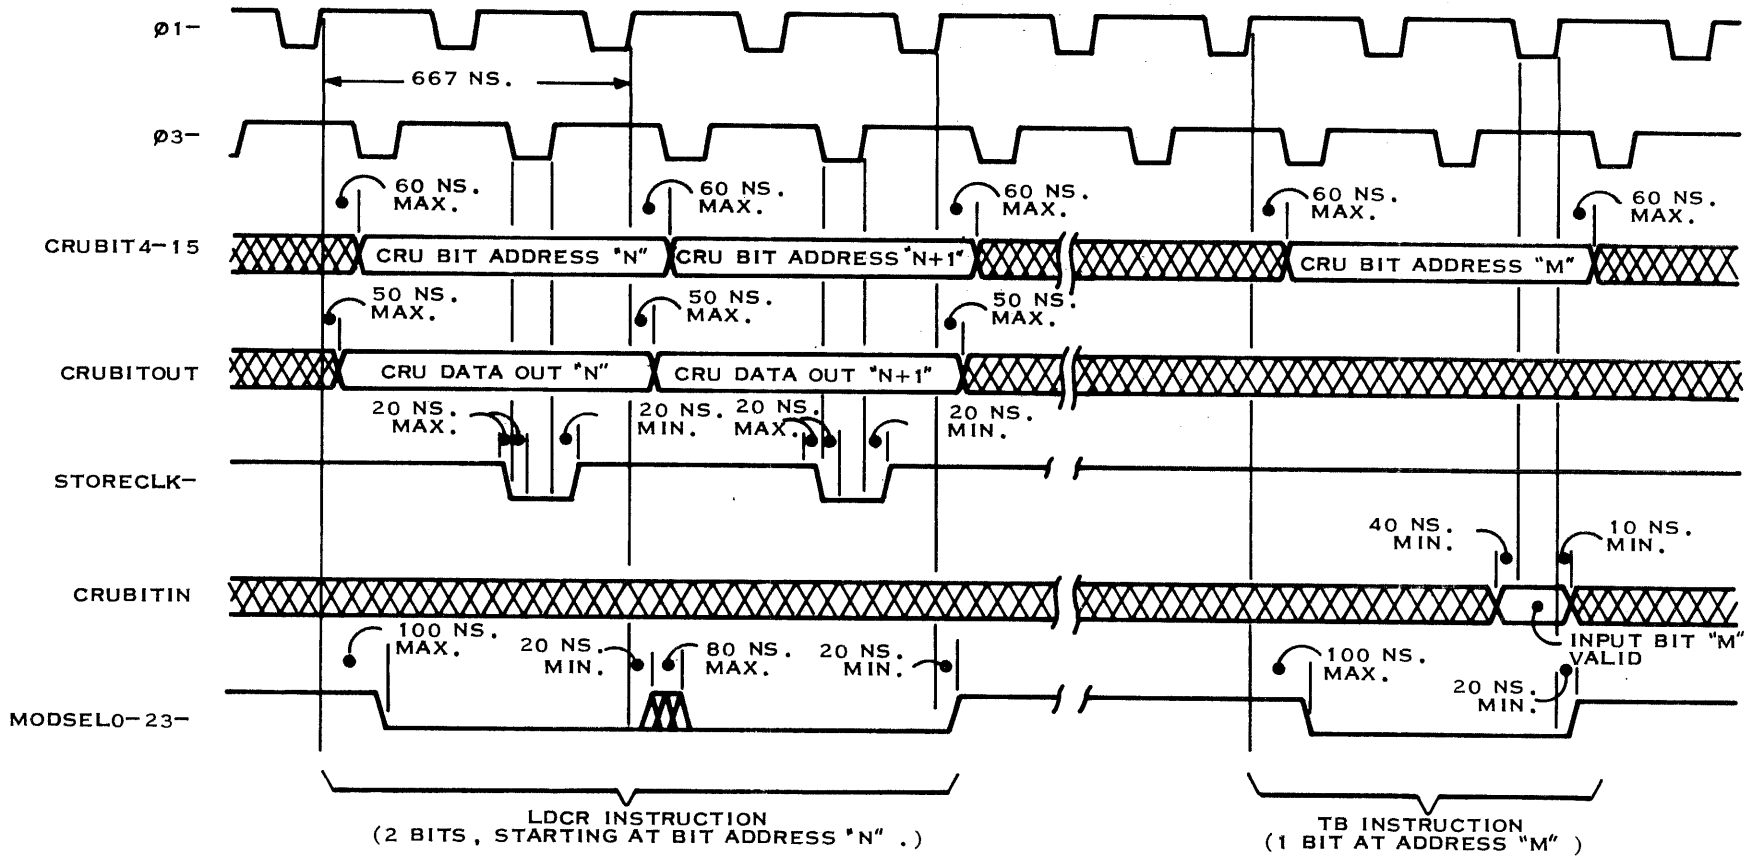 ø1-
667 NS.
ø3-
60 NS.
MAX.
60 NS.
MAX.
60 NS.
MAX.
60 NS.
MAX.
60 NS.
MAX.
CRUBIT4-15
CRU BIT ADDRESS "N"
CRU BIT ADDRESS "N+1"
CRU BIT ADDRESS "M"
50 NS.
MAX.
50 NS.
MAX.
50 NS.
MAX.
CRUBITOUT
CRU DATA OUT "N"
CRU DATA OUT "N+1"
20 NS.
MAX.
20 NS.
MIN.
20 NS.
MAX.
20 NS.
MIN.
STORECLK-
40 NS.
MIN.
10 NS.
MIN.
CRUBITIN
INPUT BIT "M"
VALID
100 NS.
MAX.
20 NS.
MIN.
80 NS.
MAX.
20 NS.
MIN.
100 NS.
MAX.
20 NS.
MIN.
MODSEL0-23-
LDCR INSTRUCTION
(2 BITS, STARTING AT BIT ADDRESS "N" .)
TB INSTRUCTION
(1 BIT AT ADDRESS "M" )